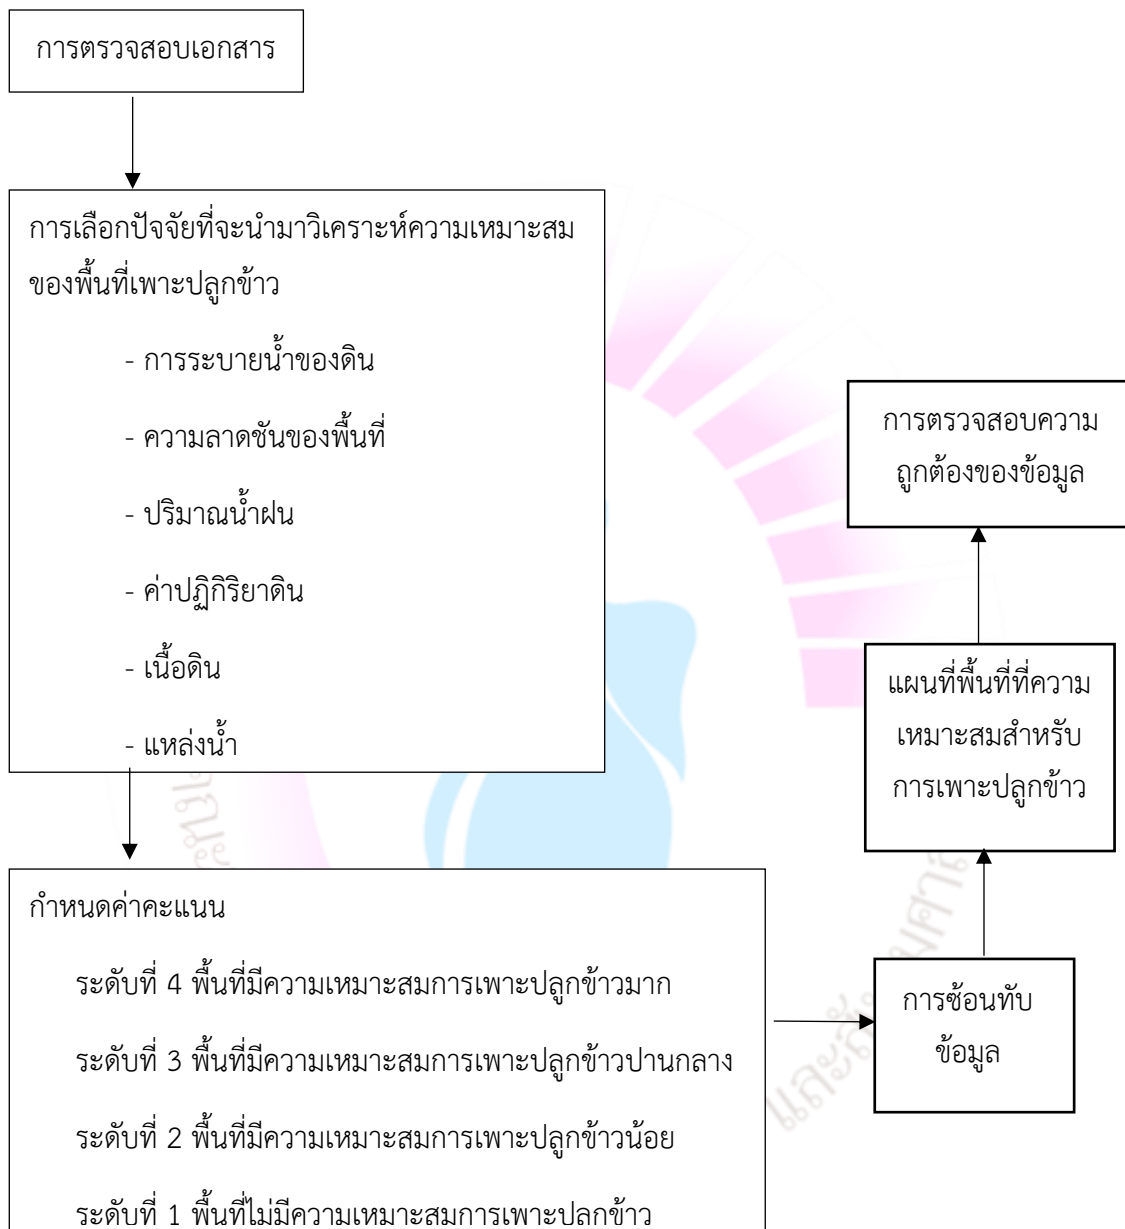 การตรวจสอบเอกสาร
การเลือกปัจจัยที่จะนำมาวิเคราะห์ความเหมาะสม
ของพื้นที่เพาะปลูกข้าว
- การระบายน้ำของดิน
- ความลาดชันของพื้นที่
- ปริมาณน้ำฝน
- ค่าปฏิกิริยาดิน
- เนื้อดิน
- แหล่งน้ำ
กำหนดค่าคะแนน
ระดับที่ 4 พื้นที่มีความเหมาะสมการเพาะปลูกข้าวมาก
ระดับที่ 3 พื้นที่มีความเหมาะสมการเพาะปลูกข้าวปานกลาง
ระดับที่ 2 พื้นที่มีความเหมาะสมการเพาะปลูกข้าวน้อย
ระดับที่ 1 พื้นที่ไม่มีความเหมาะสมการเพาะปลูกข้าว
การซ้อนทับ
ข้อมูล
แผนที่พื้นที่ที่ความ
เหมาะสมสำหรับ
การเพาะปลูกข้าว
การตรวจสอบความ
ถูกต้องของข้อมูล